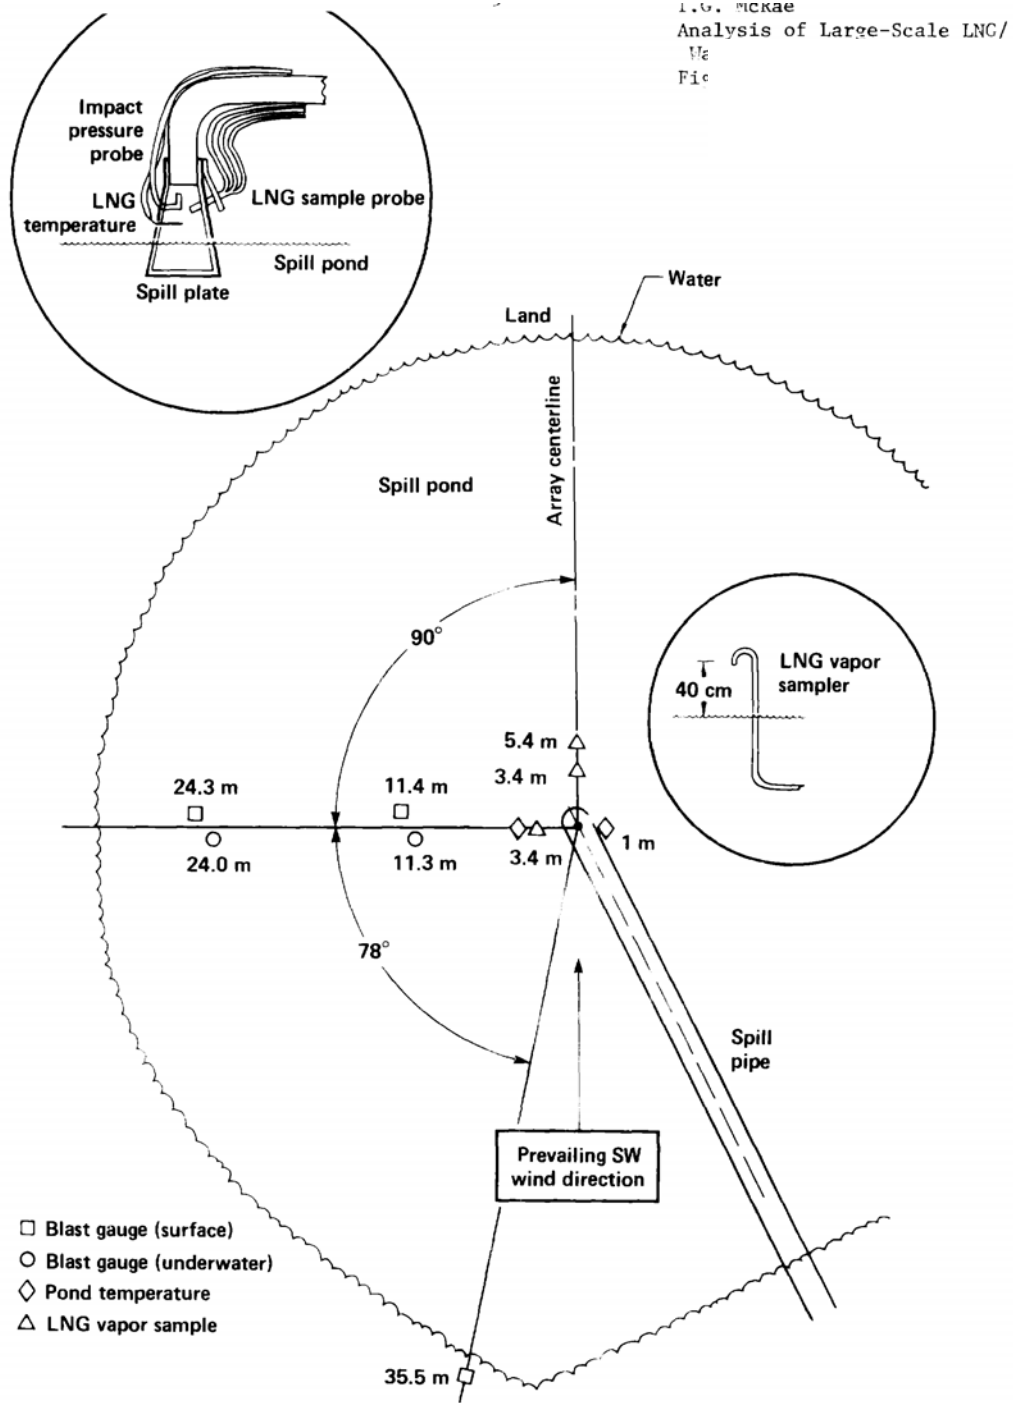 T.G. McRae
Analysis of Large-Scale LNG/
Impact
pressure
probe
LNG
temperature
LNG sample probe
Spill pond
Spill plate
Water
Land
Array centerline
Spill pond
90°
LNG vapor
sampler
40 cm
5.4 m
3.4 m
24.3 m
11.4 m
24.0 m
11.3 m
3.4 m
1 m
78°
Spill
pipe
Prevailing SW
wind direction
Blast gauge (surface)
Blast gauge (underwater)
Pond temperature
LNG vapor sample
35.5 m